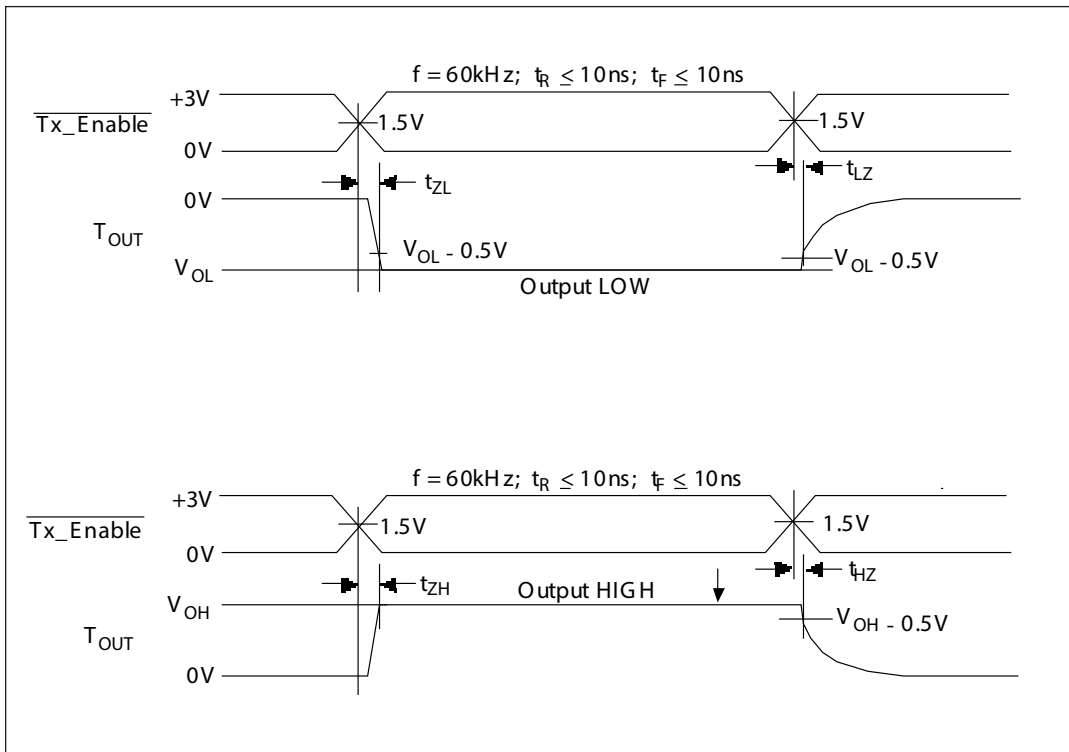 f = 60kHz; tR ≤ 10ns; tF ≤ 10ns
+3V
Tx_Enable
1.5V
1.5V
0V
tZL
tLZ
0V
TOUT
VOL - 0.5V
VOL - 0.5V
VOL
Output LOW
f = 60kHz; tR ≤ 10ns; tF ≤ 10ns
+3V
Tx_Enable
1.5V
1.5V
0V
tZH
tHZ
Output HIGH
VOH
VOH - 0.5V
TOUT
0V